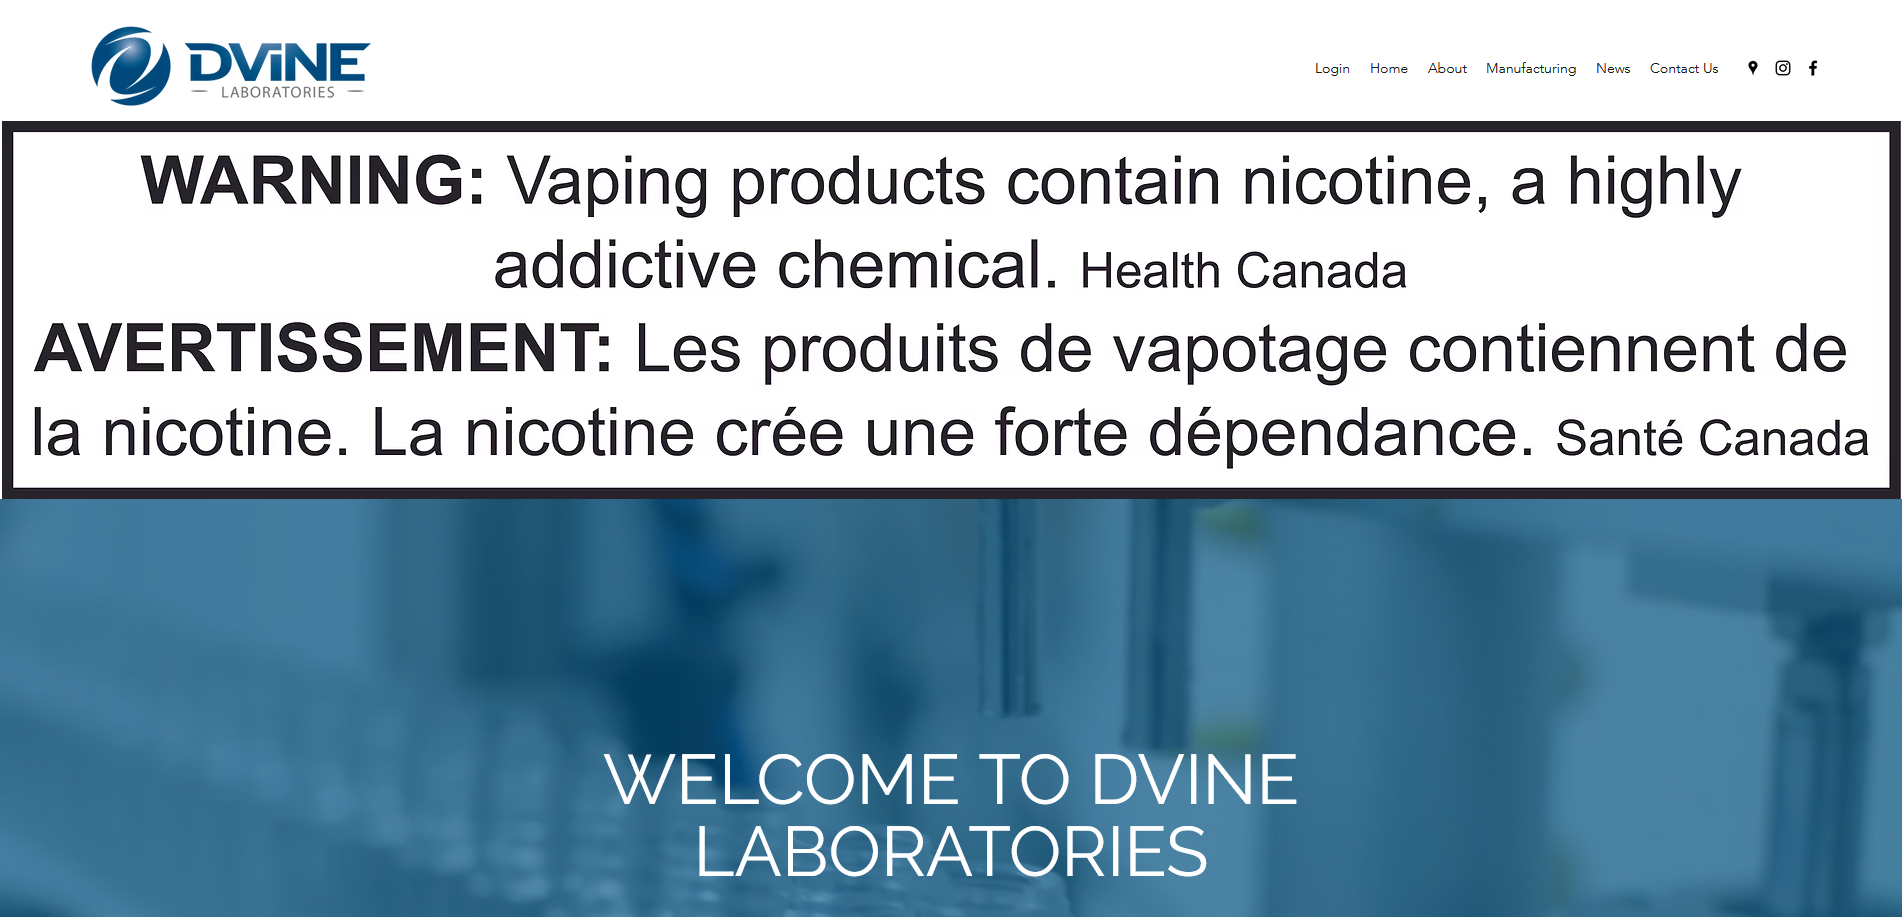 DVINE
LABORATORIES
Login Home About Manufacturing News Contact Us
WARNING: Vaping products contain nicotine, a highly
addictive chemical. Health Canada
AVERTISSEMENT: Les produits de vapotage contiennent de
la nicotine. La nicotine crée une forte dépendance. Santé Canada
WELCOME TO DVINE
LABORATORIES